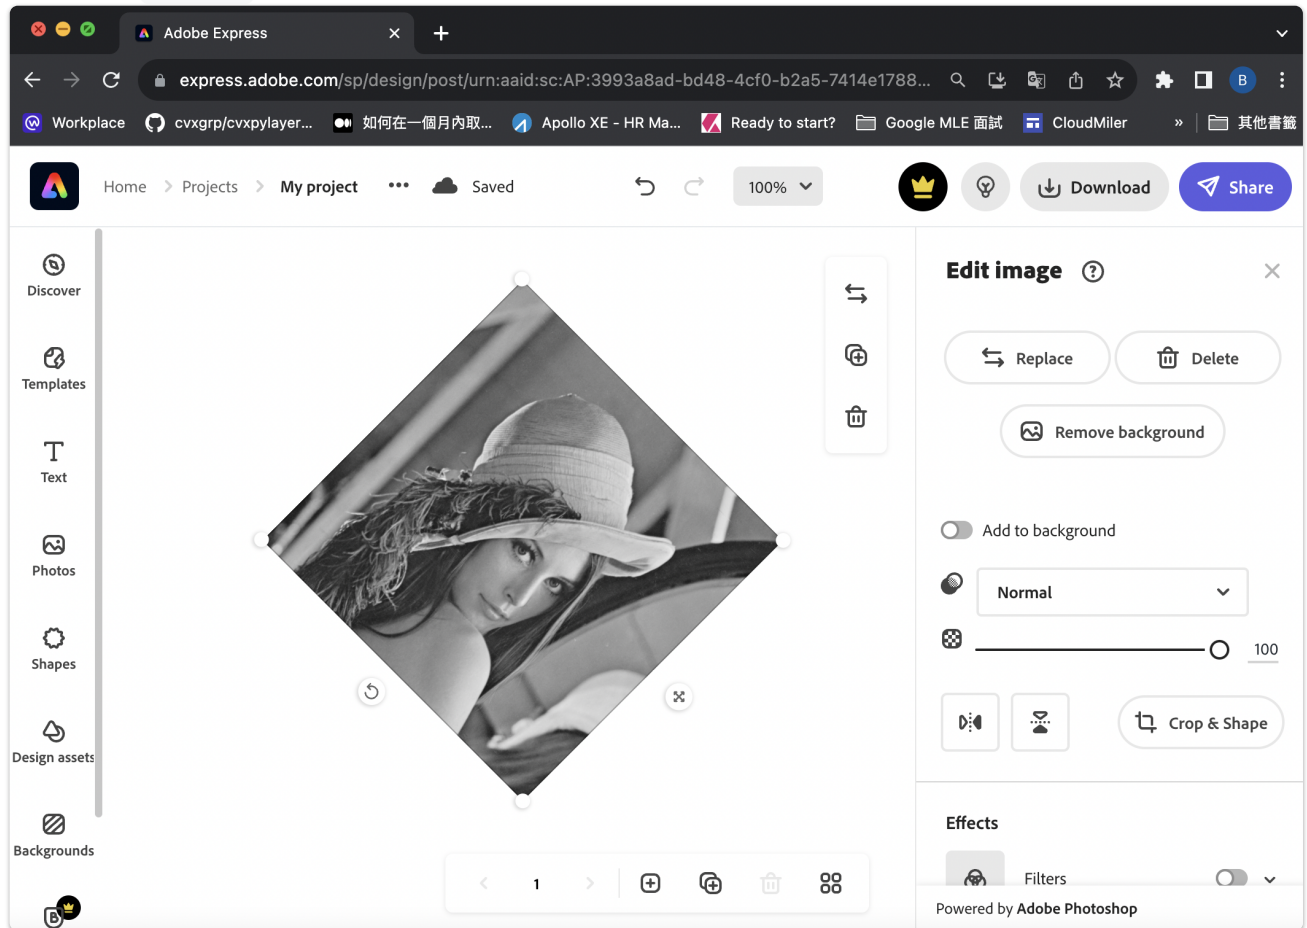 Adobe Express
express.adobe.com/sp/design/post/urn:aaid:sc:AP:3993a8ad-bd48-4cf0-b2a5-7414e1788...
B
Workplace
cvxgrp/cvxpylayer...
如何在一個月內取...
Apollo XE - HR Ma...
Ready to start?
Google MLE 面試
CloudMiler
»
其他書籤
Home
Projects
My project
Saved
100%
Download
Share
Discover
Templates
Text
Photos
Shapes
Design assets
Backgrounds
B
Edit image
Replace
Delete
Remove background
Add to background
Normal
100
Crop & Shape
Effects
Filters
Powered by Adobe Photoshop
1